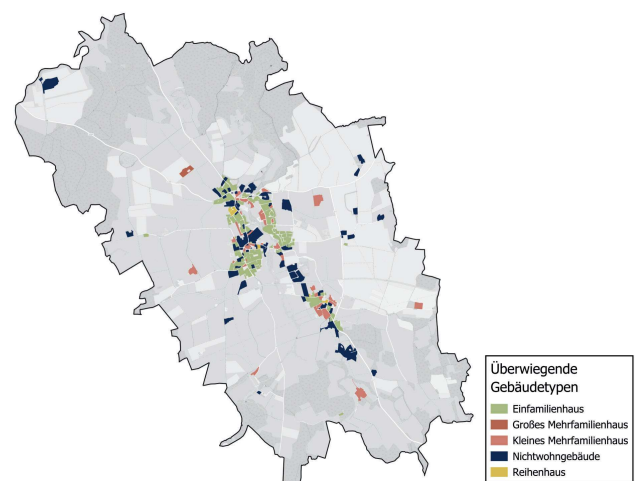 Überwiegende
Gebäudetypen
Einfamilienhaus
Großes Mehrfamilienhaus
Kleines Mehrfamilienhaus
Nichtwohngebäude
Reihenhaus